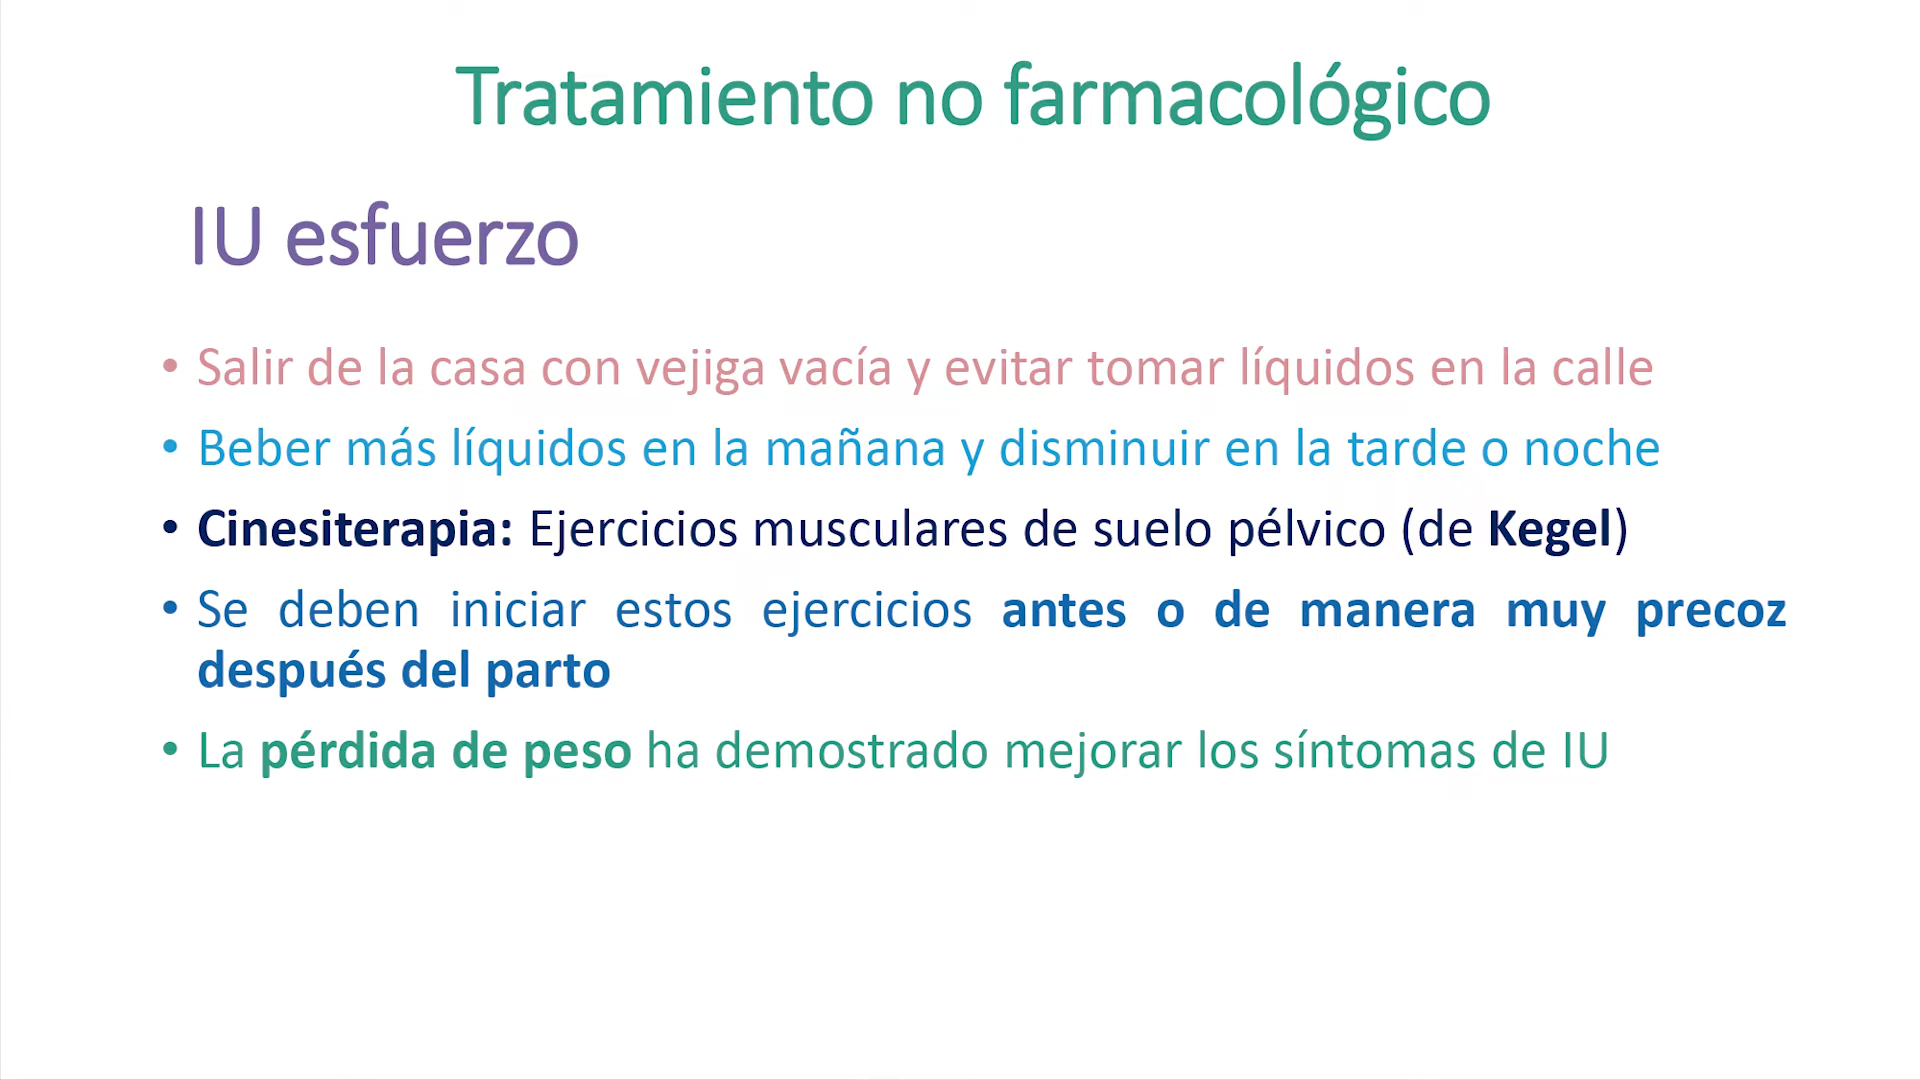 Tratamiento no farmacológico
IU esfuerzo
• Salir de la casa con vejiga vacía y evitar tomar líquidos en la calle
• Beber más líquidos en la mañana y disminuir en la tarde o noche
• Cinesiterapia: Ejercicios musculares de suelo pélvico (de Kegel)
• Se deben iniciar estos ejercicios antes o de manera muy precoz
después del parto
• La pérdida de peso ha demostrado mejorar los síntomas de IU